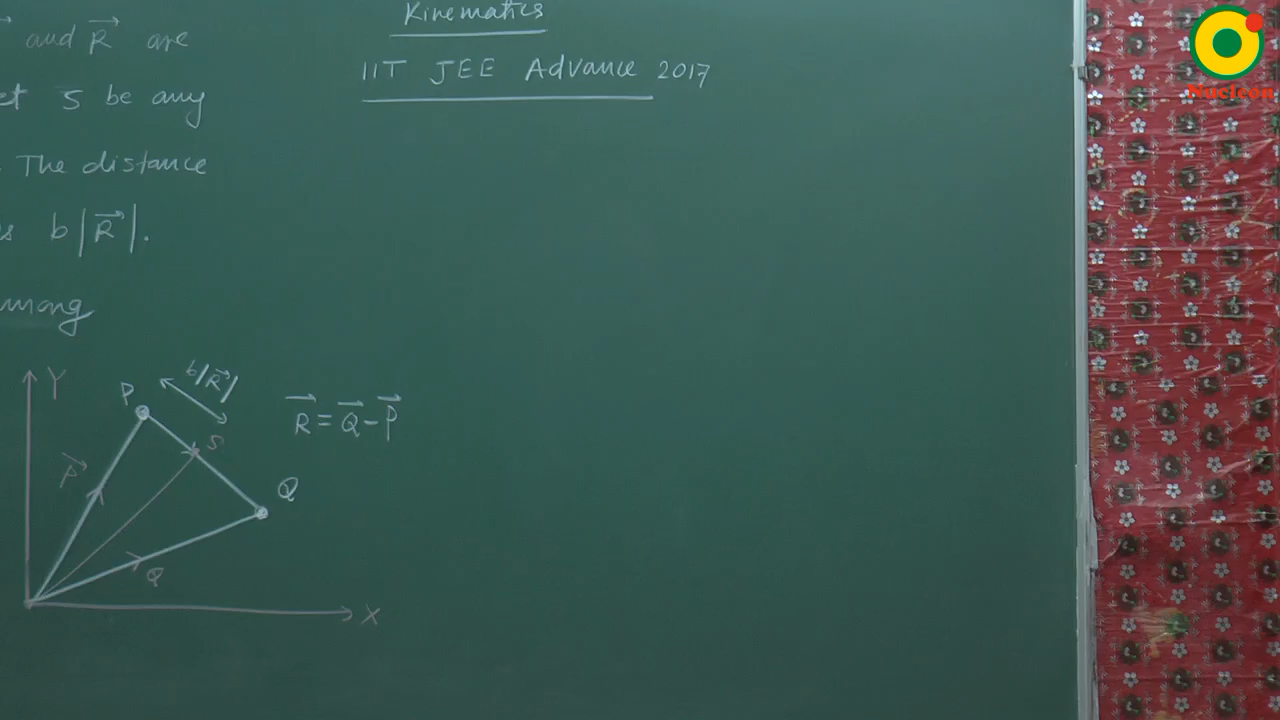 and R⃗ are
et S be any
. The distance
s b|R⃗|.
mong
Kinematics
IIT JEE Advance 2017
Nucleon
Y
P
b|R⃗|
R⃗ = Q⃗ - P⃗
S
P⃗
Q
Q
X